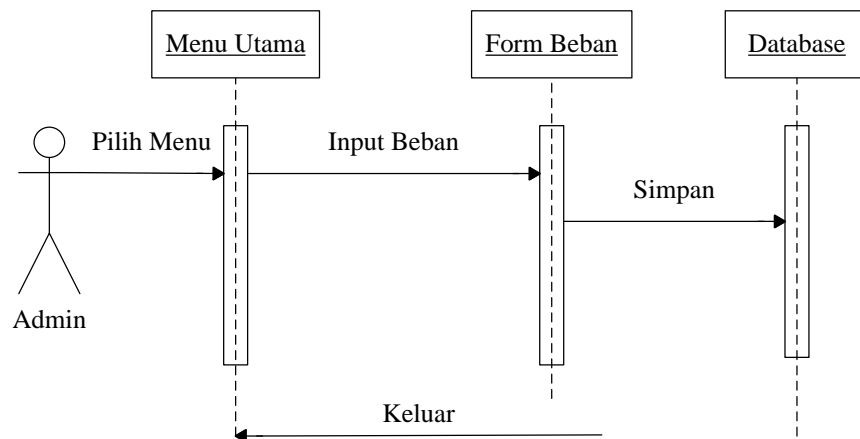 Menu Utama
Form Beban
Database
Pilih Menu
Input Beban
Simpan
Admin
Keluar